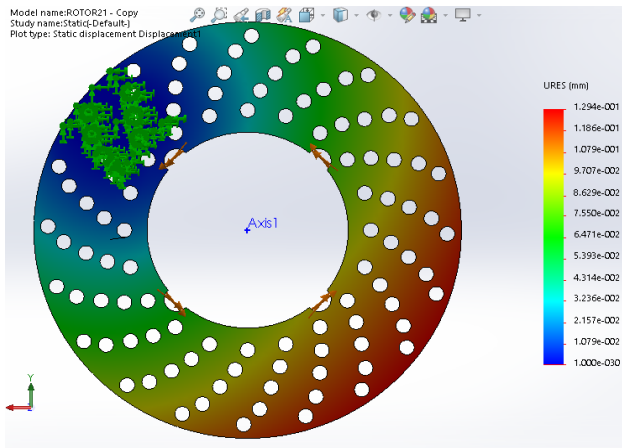 Model name:ROTOR21 - Copy
Study name:Static(-Default-)
Plot type: Static displacement Displacement1
URES (mm)
1.294e-001
1.186e-001
1.079e-001
9.707e-002
8.629e-002
7.550e-002
6.471e-002
5.393e-002
4.314e-002
3.236e-002
2.157e-002
1.079e-002
1.000e-030
Axis1
Y